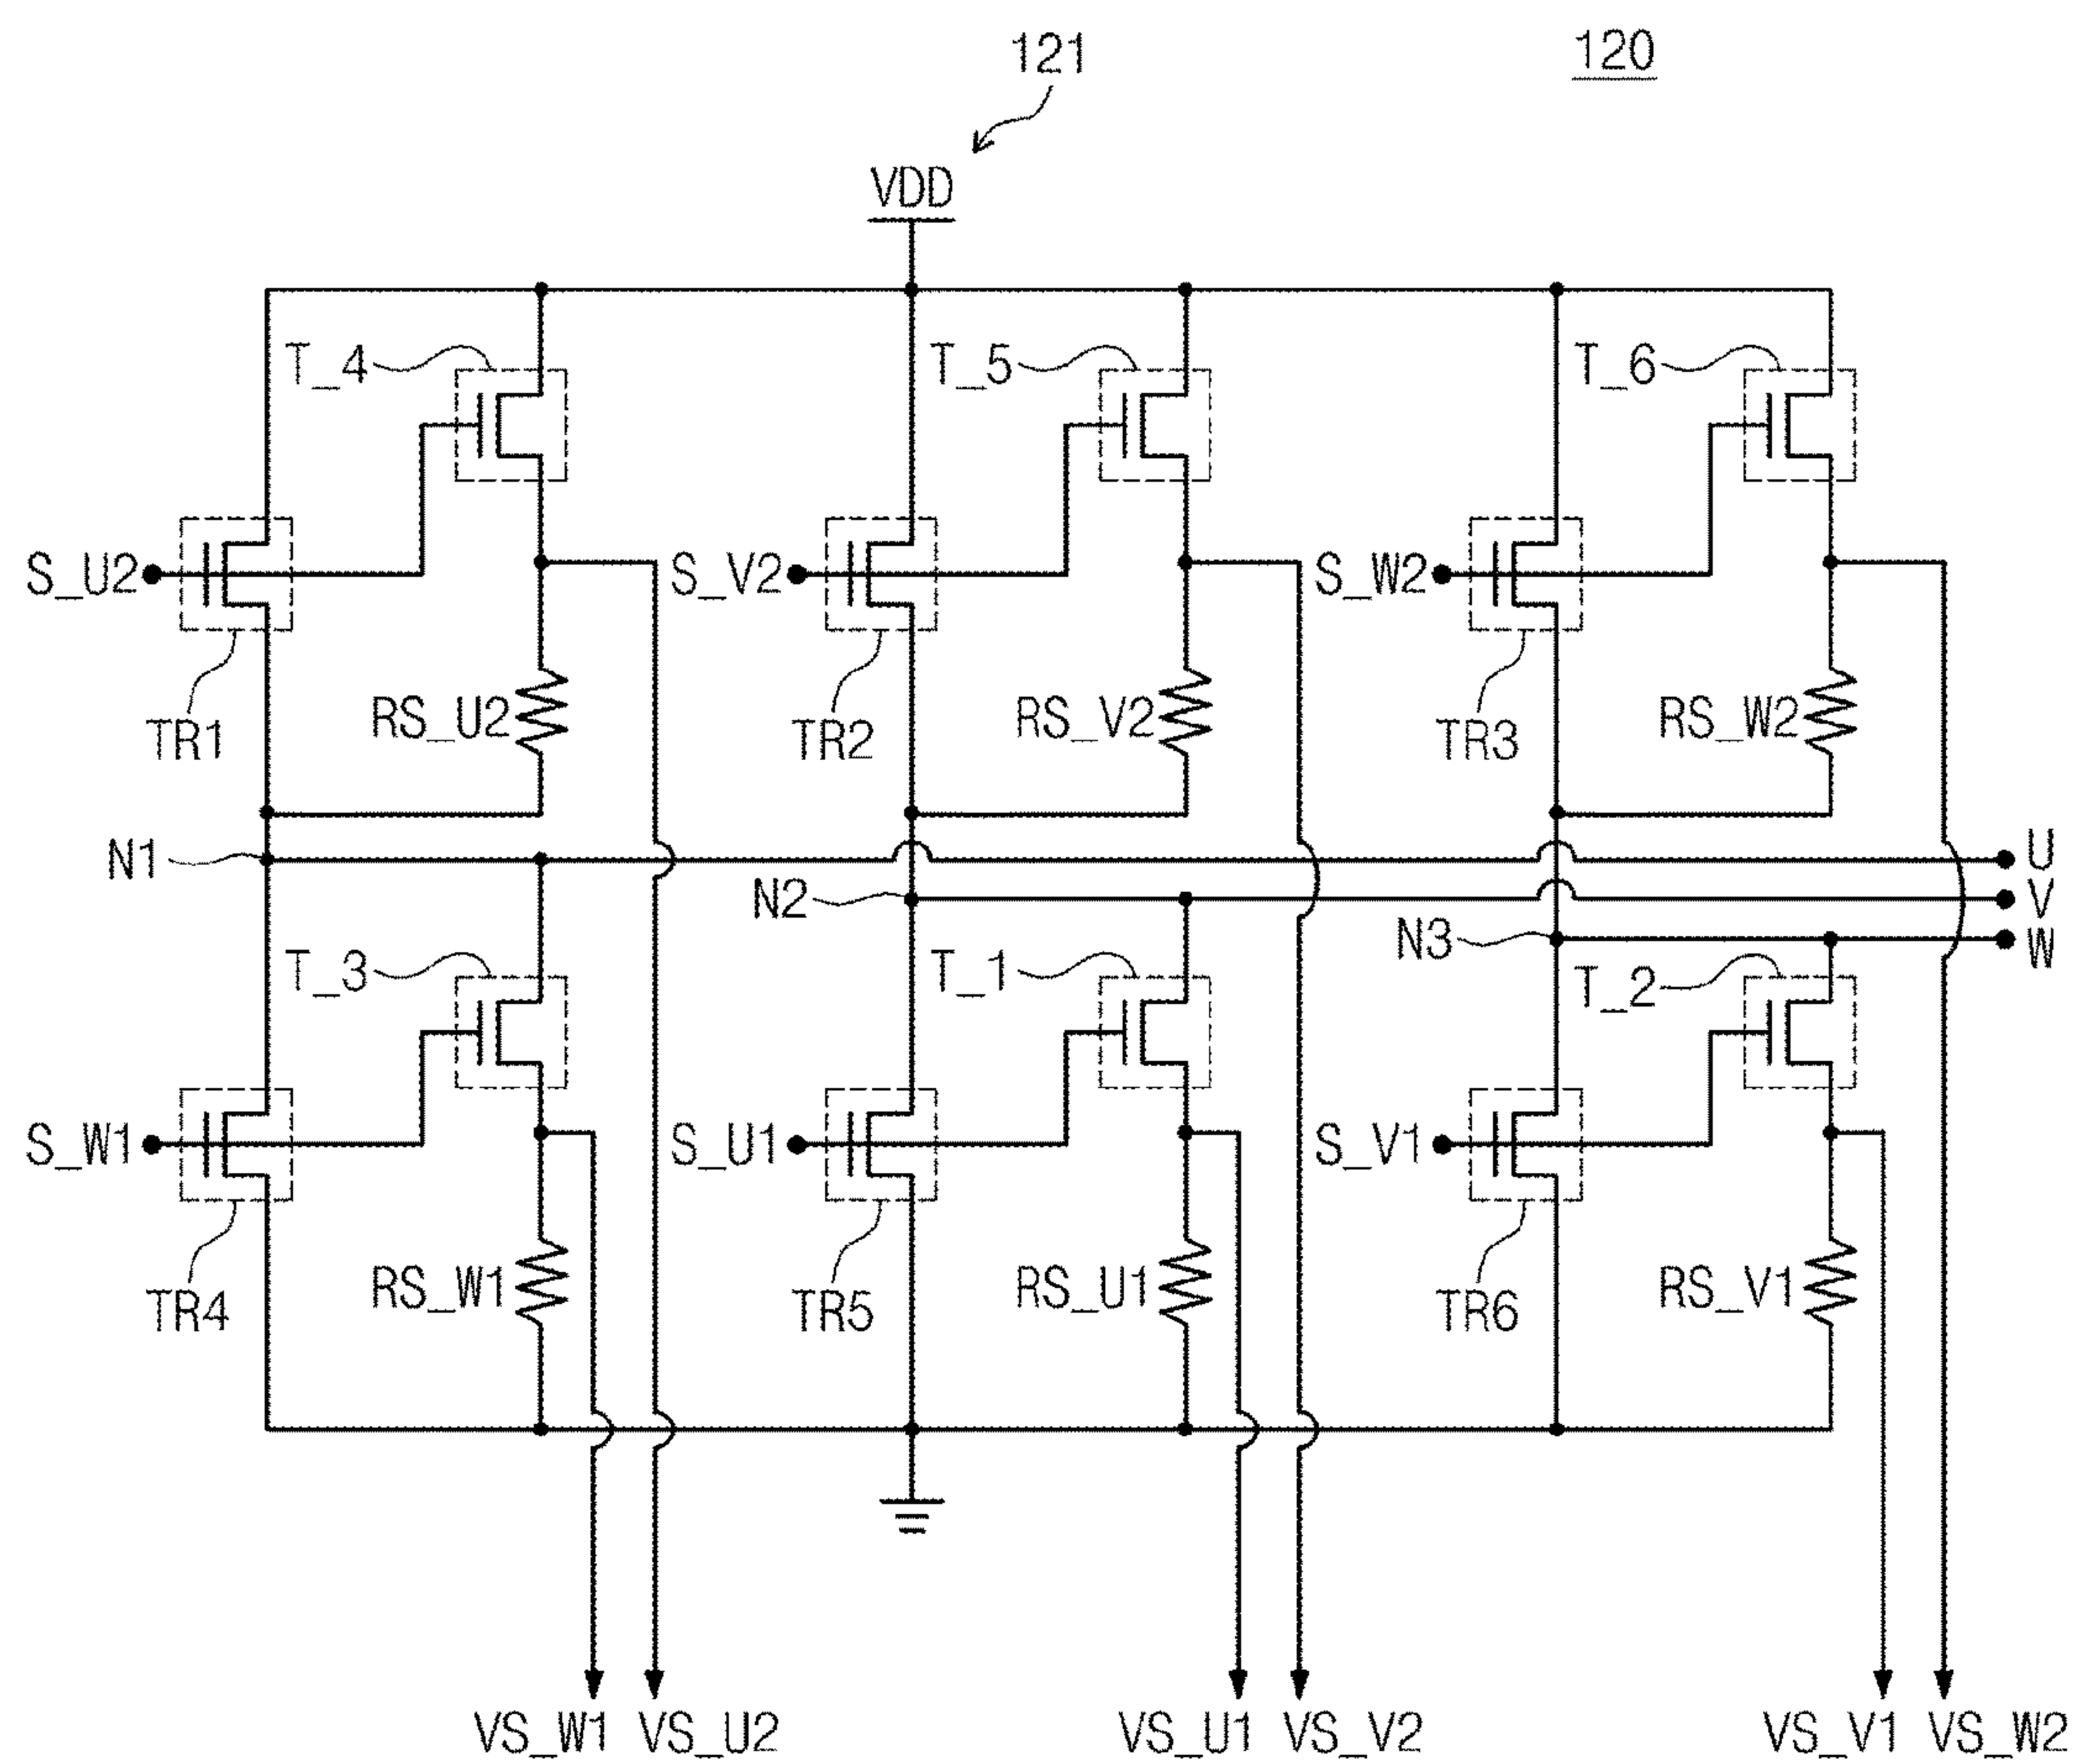 121
120
VDD
T_4
T_5
T_6
S_U2
S_V2
S_W2
TR1
RS_U2
TR2
RS_V2
TR3
RS_W2
N1
U
N2
V
N3
W
T_3
T_1
T_2
S_W1
S_U1
S_V1
TR4
RS_W1
TR5
RS_U1
TR6
RS_V1
VS_W1
VS_U2
VS_U1
VS_V2
VS_V1
VS_W2